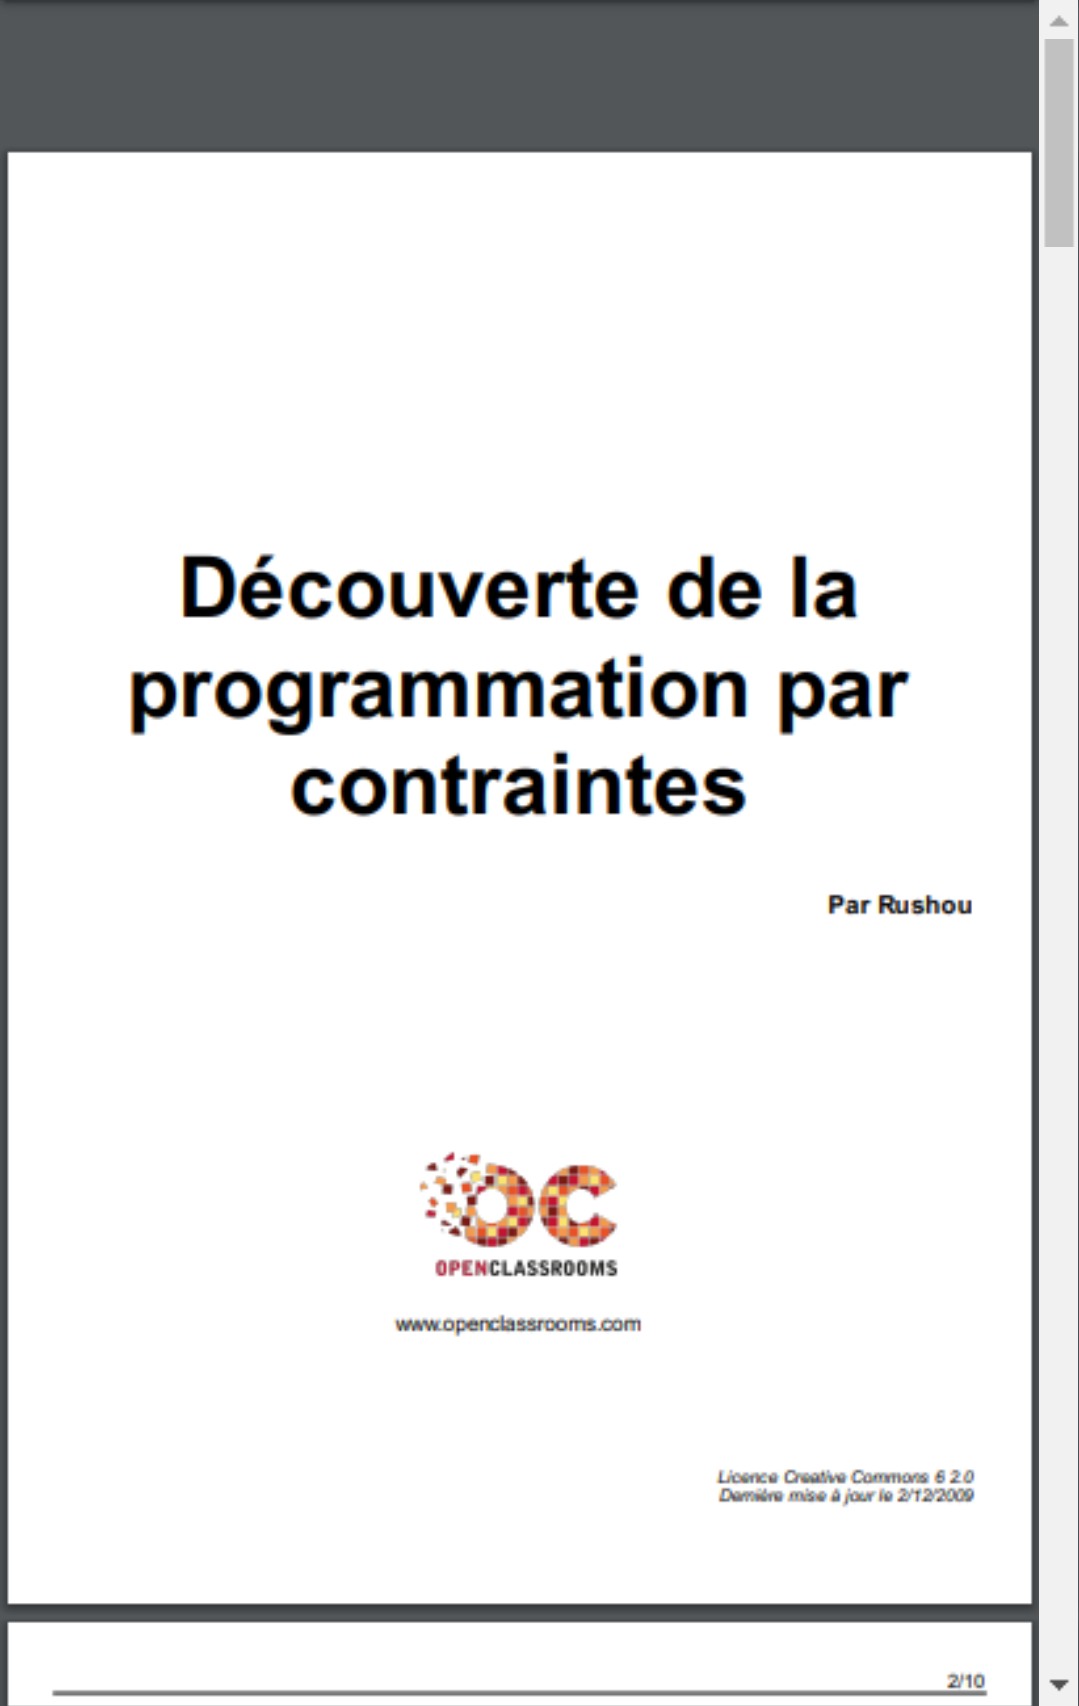 Découverte de la
programmation par
contraintes
Par Rushou
OC
OPENCLASSROOMS
www.openclassrooms.com
Licence Creative Commons 6 2.0
Dernière mise à jour le 2/12/2009
2/10